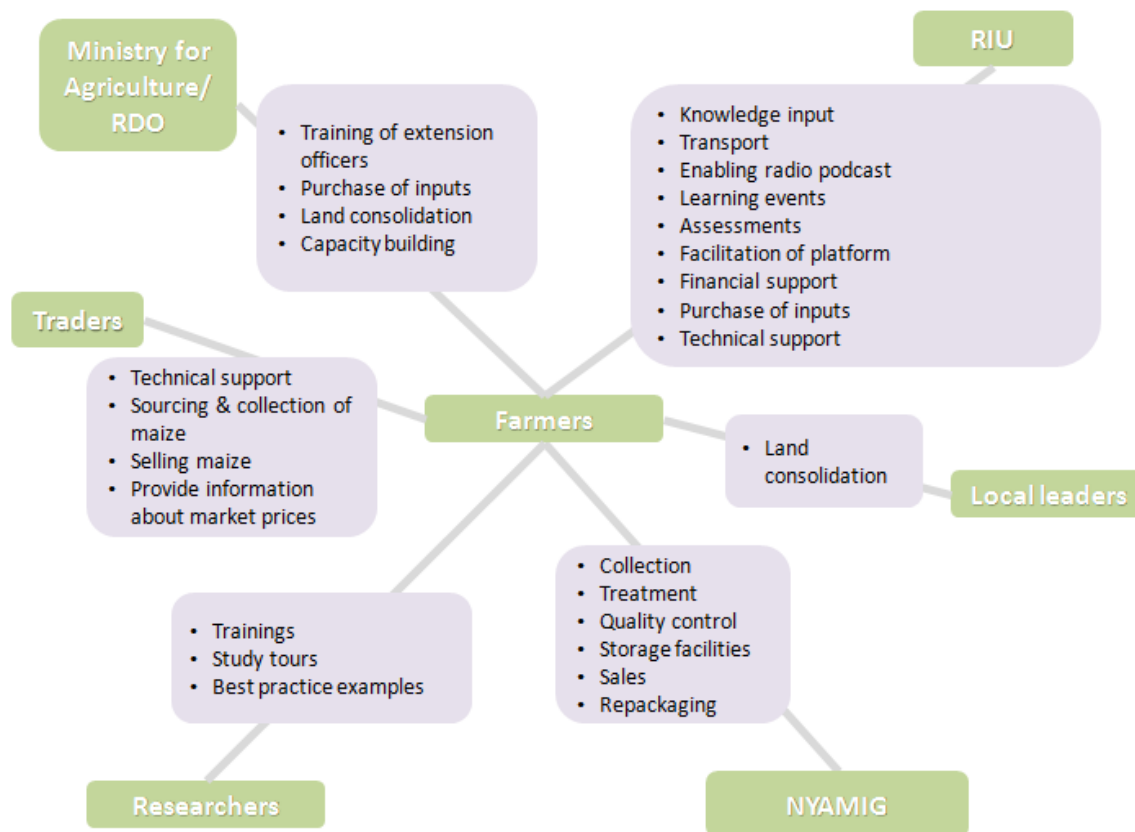 Ministry for
Agriculture/
RDO
RIU
• Training of extension
officers
• Purchase of inputs
• Land consolidation
• Capacity building
• Knowledge input
• Transport
• Enabling radio podcast
• Learning events
• Assessments
• Facilitation of platform
• Financial support
• Purchase of inputs
• Technical support
Traders
• Technical support
• Sourcing & collection of
maize
• Selling maize
• Provide information
about market prices
Farmers
• Land
consolidation
Local leaders
• Trainings
• Study tours
• Best practice examples
• Collection
• Treatment
• Quality control
• Storage facilities
• Sales
• Repackaging
Researchers
NYAMIG